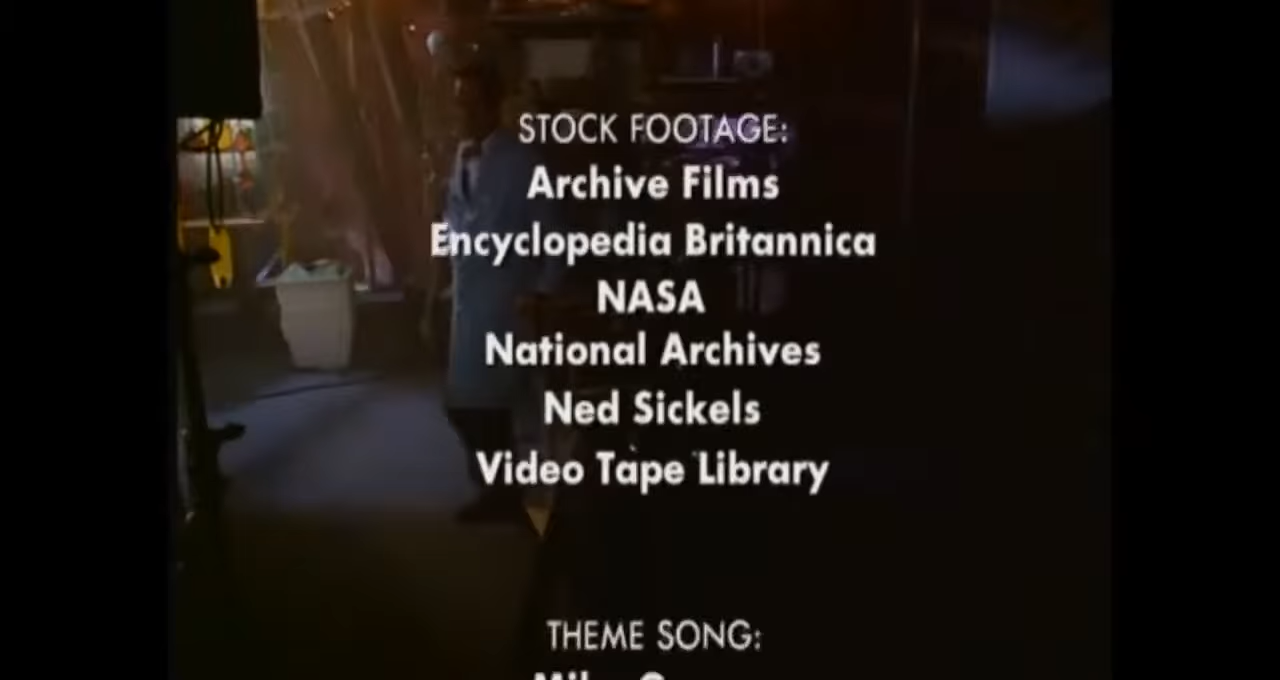 STOCK FOOTAGE:
Archive Films
Encyclopedia Britannica
NASA
National Archives
Ned Sickels
Video Tape Library
THEME SONG: